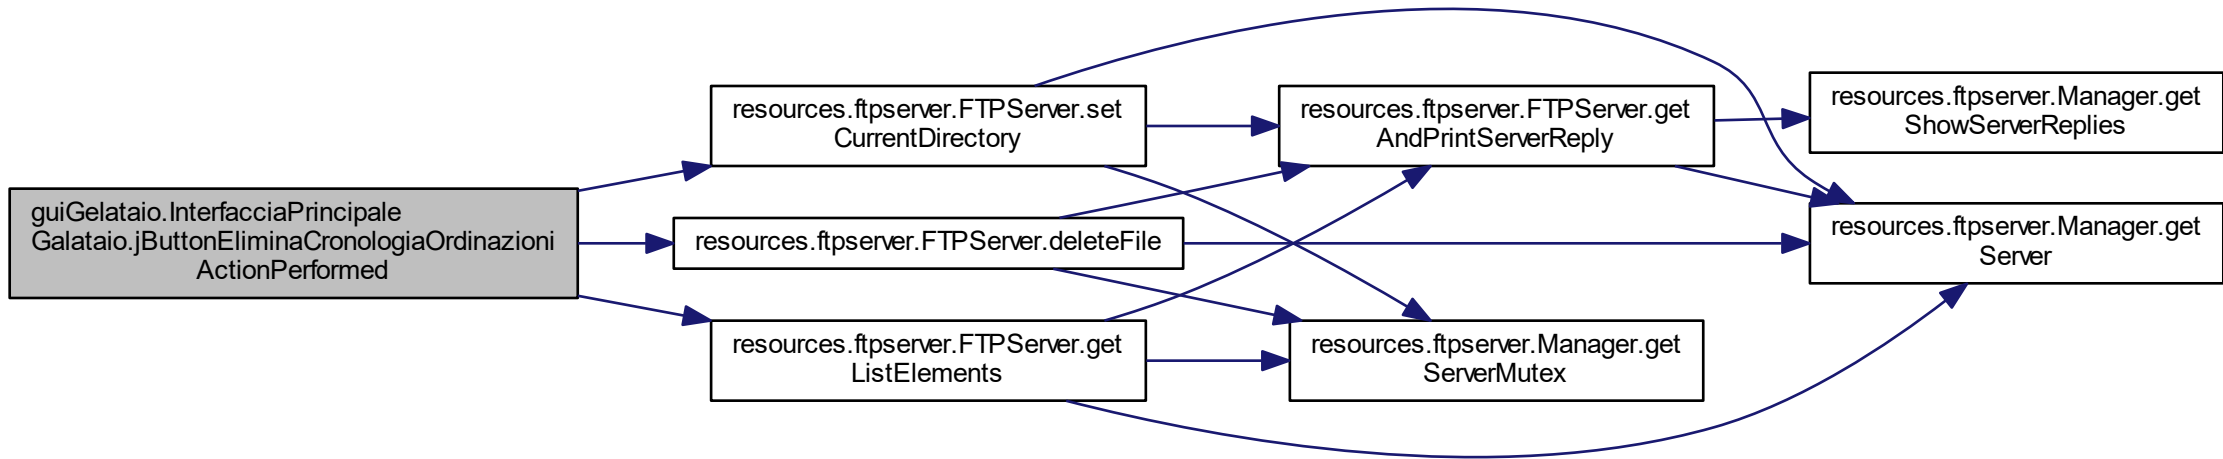 guiGelataio.InterfacciaPrincipale
Galataio.jButtonEliminaCronologiaOrdinazioni
ActionPerformed
resources.ftpserver.FTPServer.set
CurrentDirectory
resources.ftpserver.FTPServer.deleteFile
resources.ftpserver.FTPServer.get
ListElements
resources.ftpserver.FTPServer.get
AndPrintServerReply
resources.ftpserver.Manager.get
ServerMutex
resources.ftpserver.Manager.get
ShowServerReplies
resources.ftpserver.Manager.get
Server